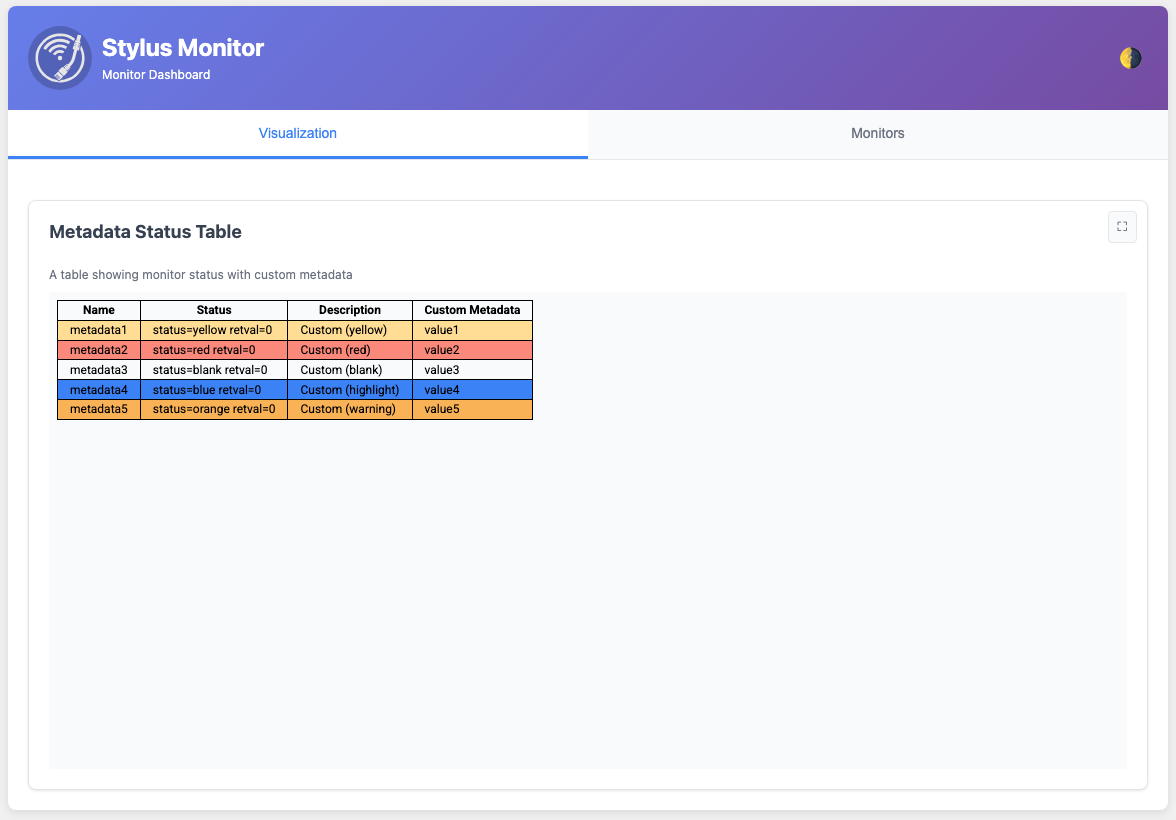 Stylus Monitor
Monitor Dashboard
Visualization Monitors
Metadata Status Table
A table showing monitor status with custom metadata
Name Status Description Custom Metadata
metadata1 status=yellow retval=0 Custom (yellow) value1
metadata2 status=red retval=0 Custom (red) value2
metadata3 status=blank retval=0 Custom (blank) value3
metadata4 status=blue retval=0 Custom (highlight) value4
metadata5 status=orange retval=0 Custom (warning) value5